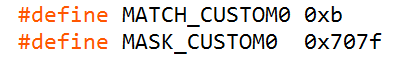 #define MATCH_CUSTOM0 0xb
#define MASK_CUSTOM0  0x707f